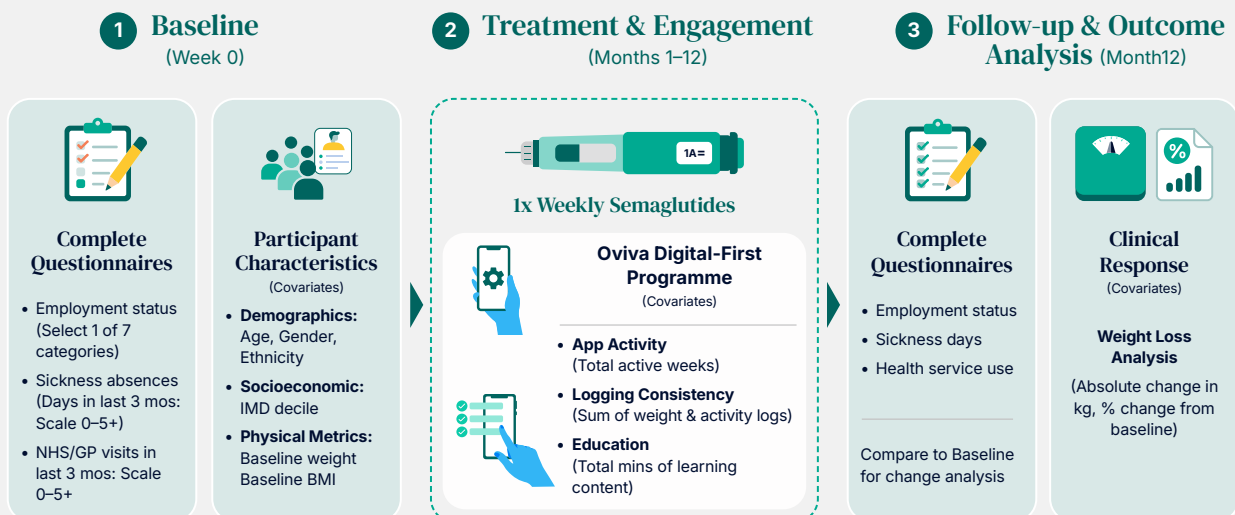 1 Baseline
(Week 0)
2 Treatment & Engagement
(Months 1–12)
3 Follow-up & Outcome
Analysis (Month12)
Complete
Questionnaires
• Employment status
(Select 1 of 7
categories)
• Sickness absences
(Days in last 3 mos:
Scale 0–5+)
• NHS/GP visits in
last 3 mos: Scale
0–5+
Participant
Characteristics
(Covariates)
• Demographics:
Age, Gender,
Ethnicity
• Socioeconomic:
IMD decile
• Physical Metrics:
Baseline weight
Baseline BMI
1A=
1x Weekly Semaglutides
Oviva Digital-First
Programme
(Covariates)
• App Activity
(Total active weeks)
• Logging Consistency
(Sum of weight & activity logs)
• Education
(Total mins of learning
content)
Complete
Questionnaires
• Employment status
• Sickness days
• Health service use
Compare to Baseline
for change analysis
%
Clinical
Response
(Covariates)
Weight Loss
Analysis
(Absolute change in
kg, % change from
baseline)